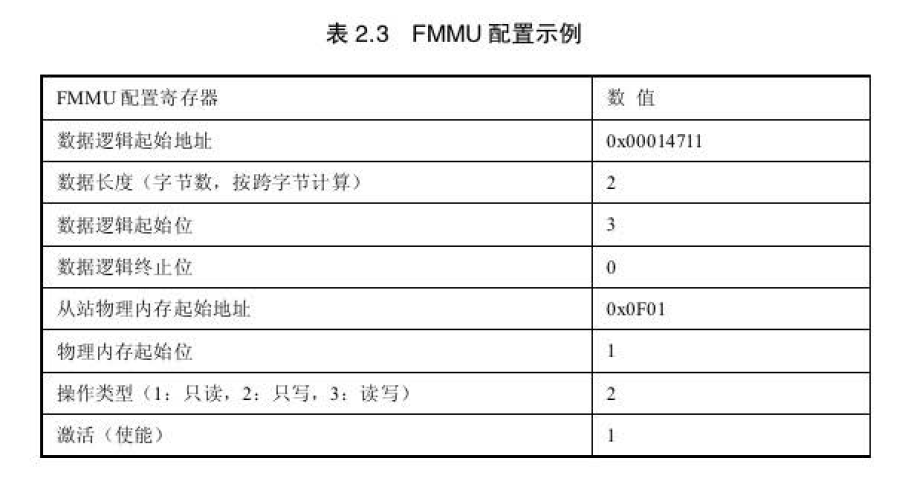 表 2.3 FMMU 配置示例
FMMU 配置寄存器 数 值
数据逻辑起始地址 0x00014711
数据长度（字节数，按跨字节计算） 2
数据逻辑起始位 3
数据逻辑终止位 0
从站物理内存起始地址 0x0F01
物理内存起始位 1
操作类型（1：只读，2：只写，3：读写） 2
激活（使能） 1